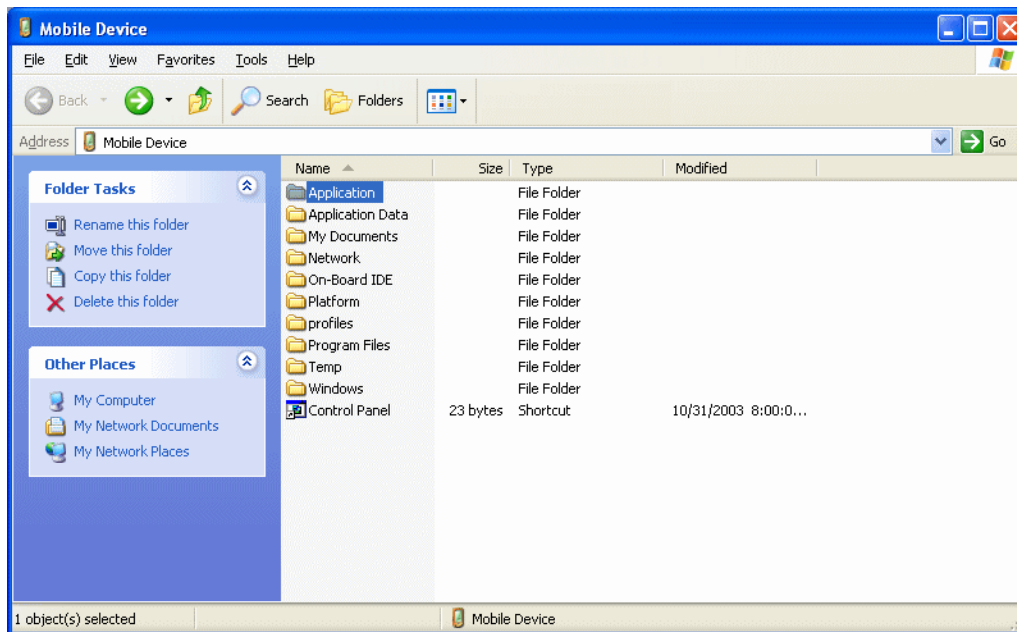 Mobile Device
File Edit View Favorites Tools Help
Back Search Folders
Address Mobile Device Go
Folder Tasks
Rename this folder
Move this folder
Copy this folder
Delete this folder
Other Places
My Computer
My Network Documents
My Network Places
Name Size Type Modified
Application File Folder
Application Data File Folder
My Documents File Folder
Network File Folder
On-Board IDE File Folder
Platform File Folder
profiles File Folder
Program Files File Folder
Temp File Folder
Windows File Folder
Control Panel 23 bytes Shortcut 10/31/2003 8:00:0...
1 object(s) selected Mobile Device